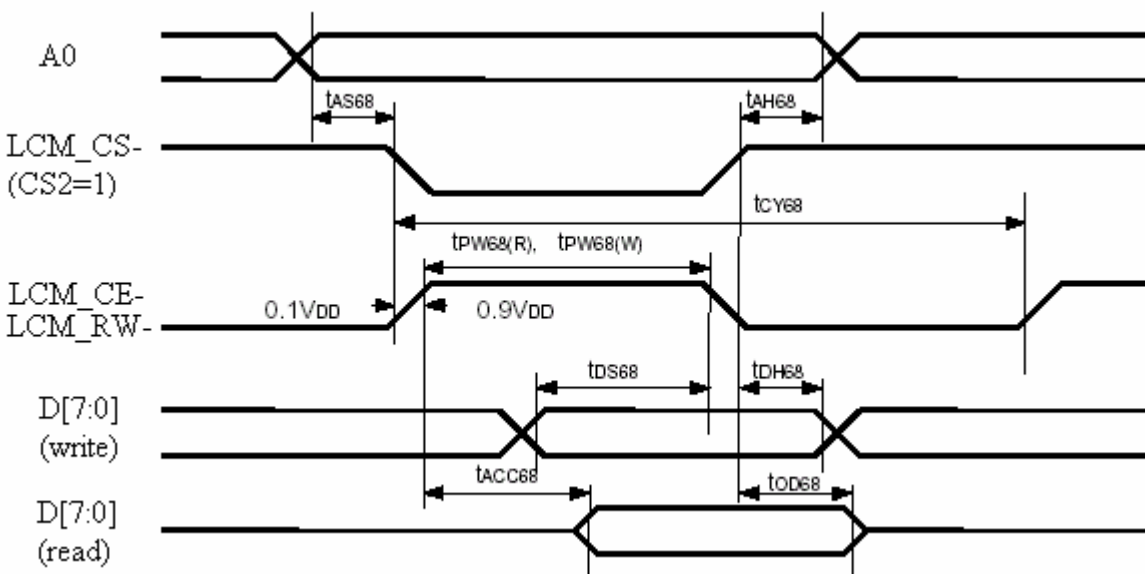 A0
tAS68
tAH68
LCM_CS-
(CS2=1)
tCY68
tPW68(R), tPW68(W)
LCM_CE-
0.1VDD 0.9VDD
LCM_RW-
tDS68 tDH68
D[7:0]
(write)
tACC68 tOD68
D[7:0]
(read)